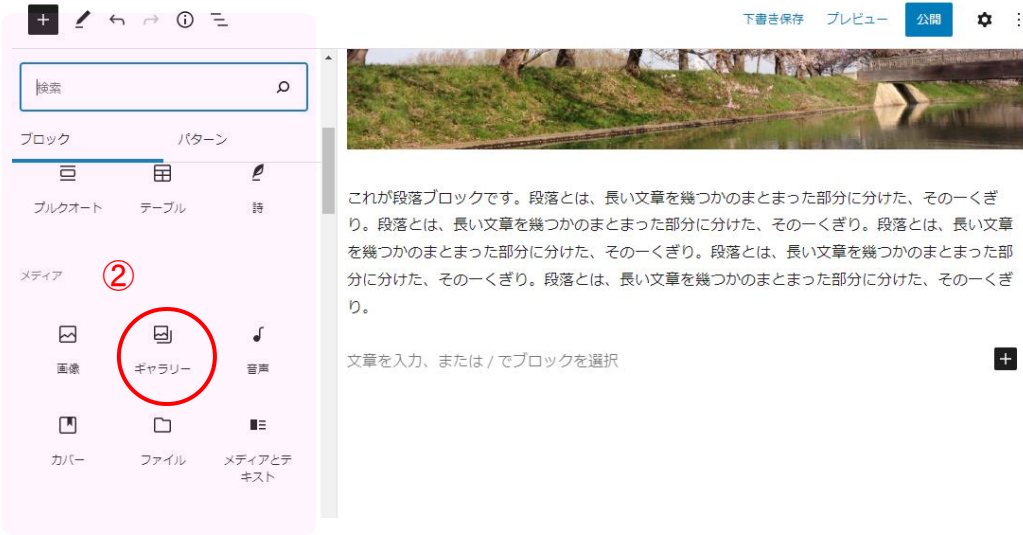 下書き保存 プレビュー 公開
検索
ブロック パターン
プルクオート テーブル 詩
メディア ②
画像 ギャラリー 音声
カバー ファイル メディアとテ
キスト
これが段落ブロックです。段落とは、長い文章を幾つかのまとまった部分に分けた、その一くぎ
り。段落とは、長い文章を幾つかのまとまった部分に分けた、その一くぎり。段落とは、長い文章
を幾つかのまとまった部分に分けた、その一くぎり。段落とは、長い文章を幾つかのまとまった部
分に分けた、その一くぎり。段落とは、長い文章を幾つかのまとまった部分に分けた、その一くぎ
り。
文章を入力、または / でブロックを選択